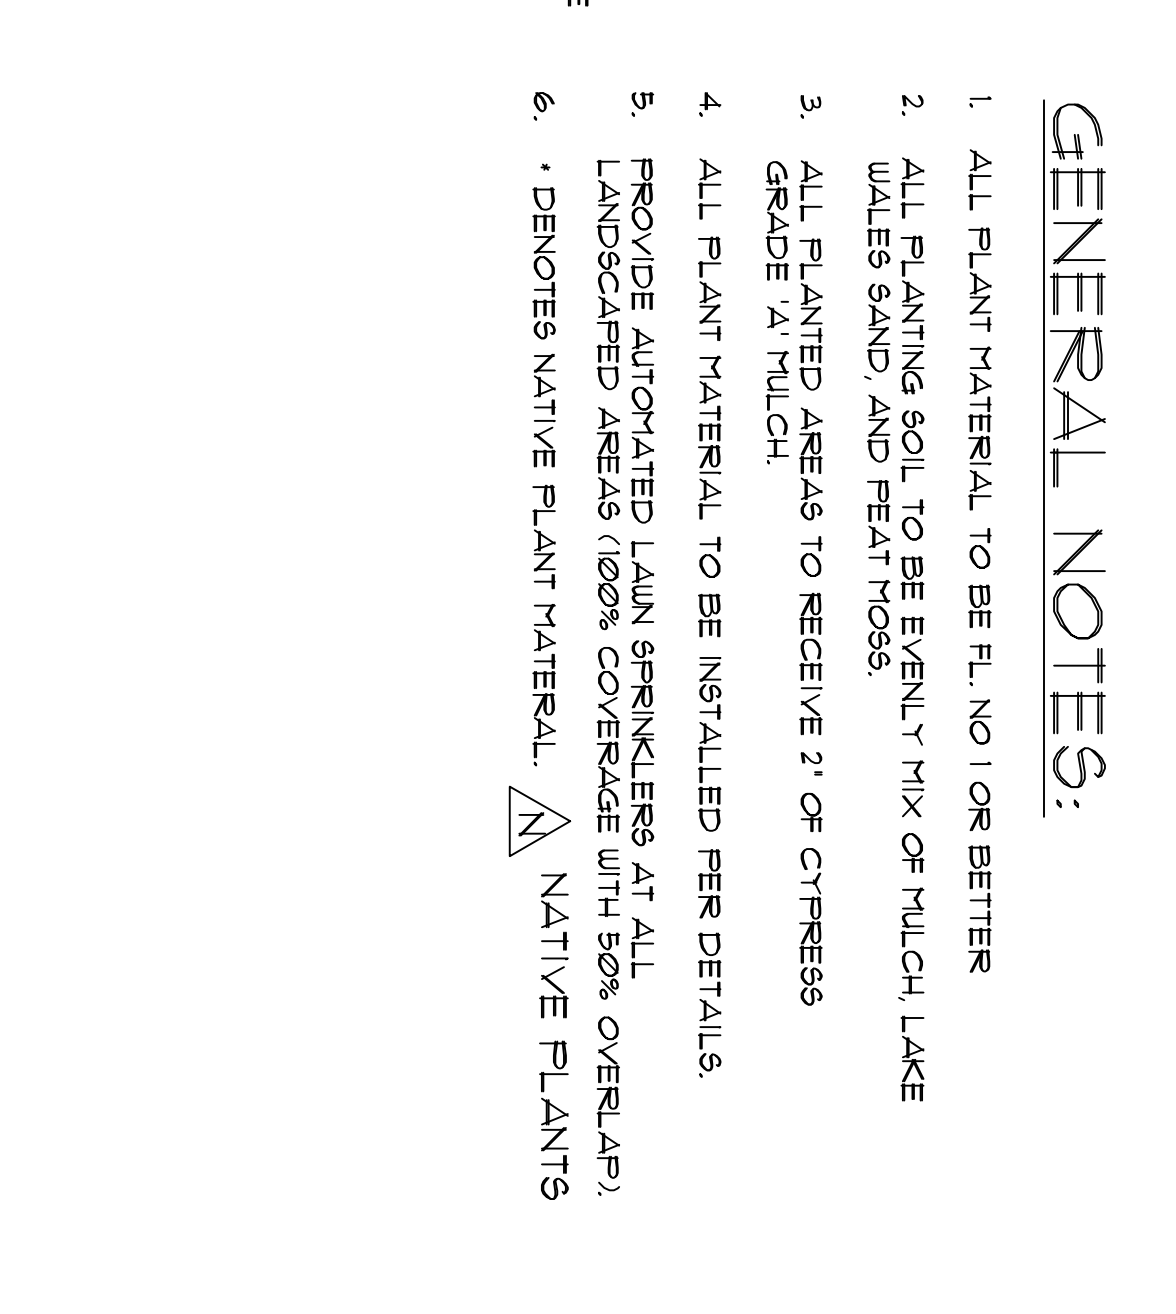 GENERAL NOTES:
1. ALL PLANT MATERIAL TO BE FL. NO 1 OR BETTER
2. ALL PLANTING SOIL TO BE EVENLY MIX OF MULCH, LAKE
WALES SAND, AND PEAT MOSS.
3. ALL PLANTED AREAS TO RECEIVE 2" OF CYPRESS
GRADE 'A' MULCH.
4. ALL PLANT MATERIAL TO BE INSTALLED PER DETAILS.
5. PROVIDE AUTOMATED LAWN SPRINKLERS AT ALL
LANDSCAPED AREAS (100% COVERAGE WITH 50% OVERLAP).
6. * DENOTES NATIVE PLANT MATERAL. N NATIVE PLANTS